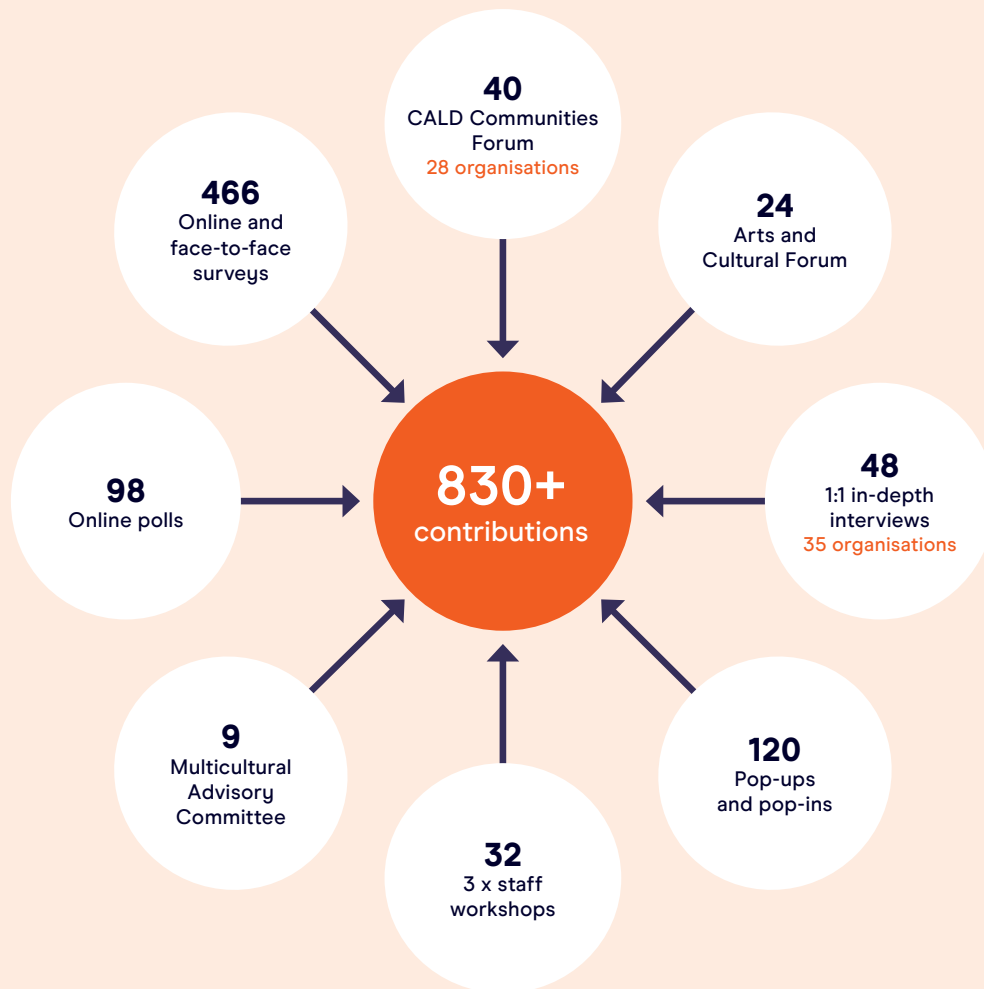 40
CALD Communities
Forum
28 organisations
24
Arts and
Cultural Forum
48
1:1 in-depth
interviews
35 organisations
120
Pop-ups
and pop-ins
32
3 x staff
workshops
9
Multicultural
Advisory
Committee
98
Online polls
466
Online and
face-to-face
surveys
830+
contributions